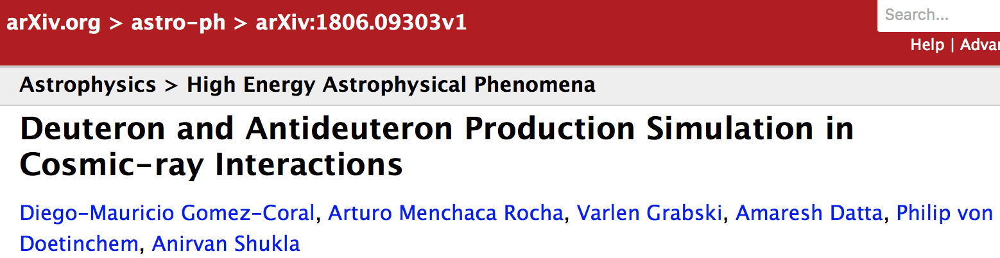 arXiv.org > astro-ph > arXiv:1806.09303v1
Search...
Help | Advan
Astrophysics > High Energy Astrophysical Phenomena
Deuteron and Antideuteron Production Simulation in
Cosmic-ray Interactions
Diego-Mauricio Gomez-Coral, Arturo Menchaca Rocha, Varlen Grabski, Amaresh Datta, Philip von
Doetinchem, Anirvan Shukla